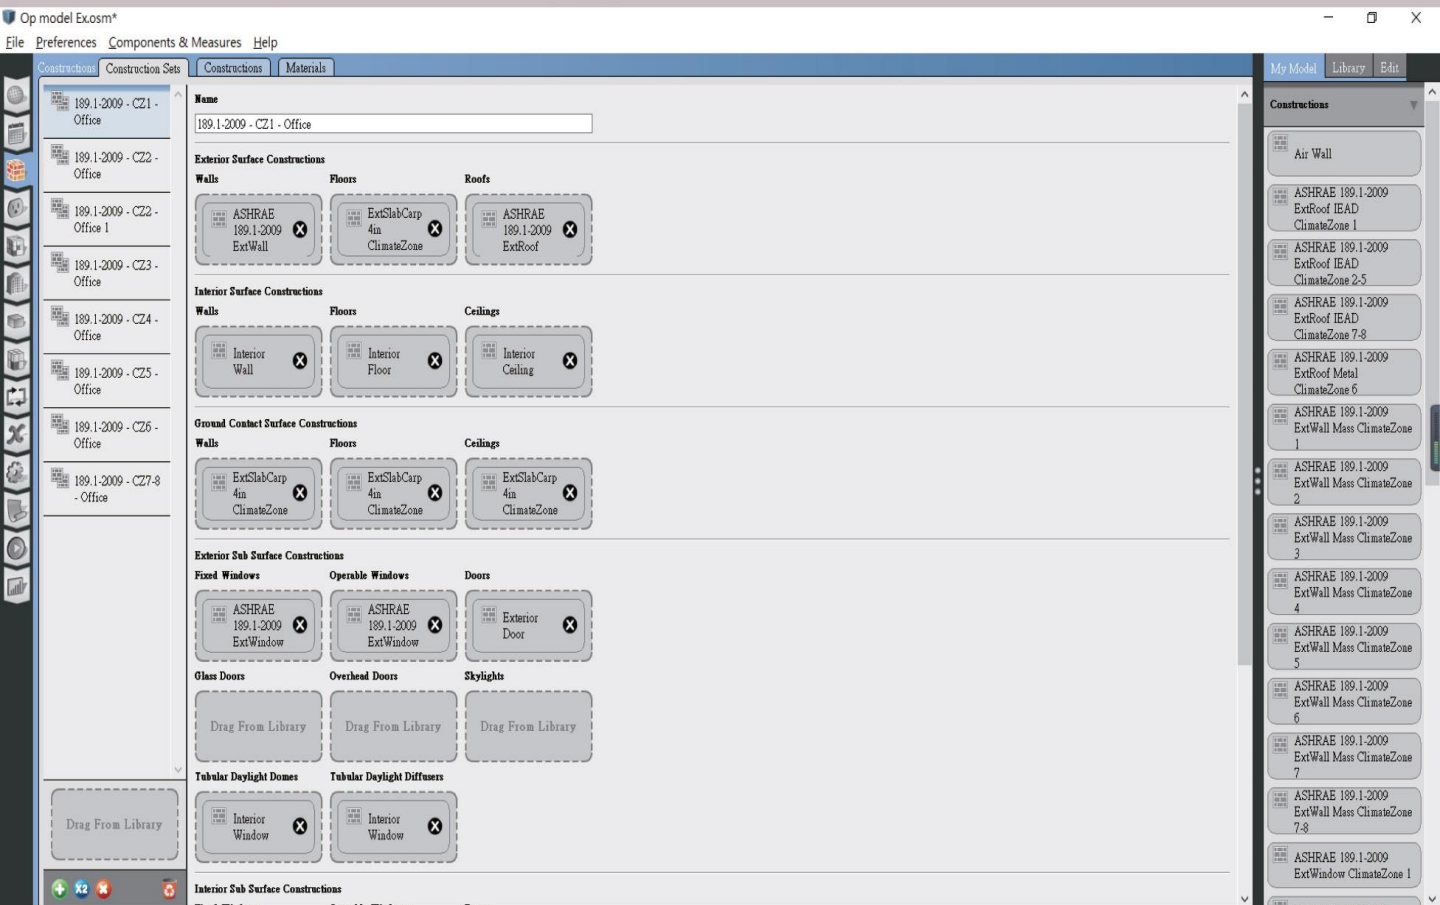 Op model Ex.osm*
File Preferences Components & Measures Help
Constructions Construction Sets Constructions Materials
My Model Library Edit
189.1-2009 - CZ1 -
Office
189.1-2009 - CZ2 -
Office
189.1-2009 - CZ2 -
Office 1
189.1-2009 - CZ3 -
Office
189.1-2009 - CZ4 -
Office
189.1-2009 - CZ5 -
Office
189.1-2009 - CZ6 -
Office
189.1-2009 - CZ7-8
- Office
Drag From Library
X2
Name
189.1-2009 - CZ1 - Office
Exterior Surface Constructions
Walls Floors Roofs
ASHRAE
189.1-2009
ExtWall
ExtSlabCarp
4in
ClimateZone
ASHRAE
189.1-2009
ExtRoof
Interior Surface Constructions
Walls Floors Ceilings
Interior
Wall
Interior
Floor
Interior
Ceiling
Ground Contact Surface Constructions
Walls Floors Ceilings
ExtSlabCarp
4in
ClimateZone
ExtSlabCarp
4in
ClimateZone
ExtSlabCarp
4in
ClimateZone
Exterior Sub Surface Constructions
Fixed Windows Operable Windows Doors
ASHRAE
189.1-2009
ExtWindow
ASHRAE
189.1-2009
ExtWindow
Exterior
Door
Glass Doors Overhead Doors Skylights
Drag From Library Drag From Library Drag From Library
Tubular Daylight Domes Tubular Daylight Diffusers
Interior
Window
Interior
Window
Interior Sub Surface Constructions
Constructions
Air Wall
ASHRAE 189.1-2009
ExtRoof IEAD
ClimateZone 1
ASHRAE 189.1-2009
ExtRoof IEAD
ClimateZone 2-5
ASHRAE 189.1-2009
ExtRoof IEAD
ClimateZone 7-8
ASHRAE 189.1-2009
ExtRoof Metal
ClimateZone 6
ASHRAE 189.1-2009
ExtWall Mass ClimateZone
1
ASHRAE 189.1-2009
ExtWall Mass ClimateZone
2
ASHRAE 189.1-2009
ExtWall Mass ClimateZone
3
ASHRAE 189.1-2009
ExtWall Mass ClimateZone
4
ASHRAE 189.1-2009
ExtWall Mass ClimateZone
5
ASHRAE 189.1-2009
ExtWall Mass ClimateZone
6
ASHRAE 189.1-2009
ExtWall Mass ClimateZone
7
ASHRAE 189.1-2009
ExtWall Mass ClimateZone
7-8
ASHRAE 189.1-2009
ExtWindow ClimateZone 1